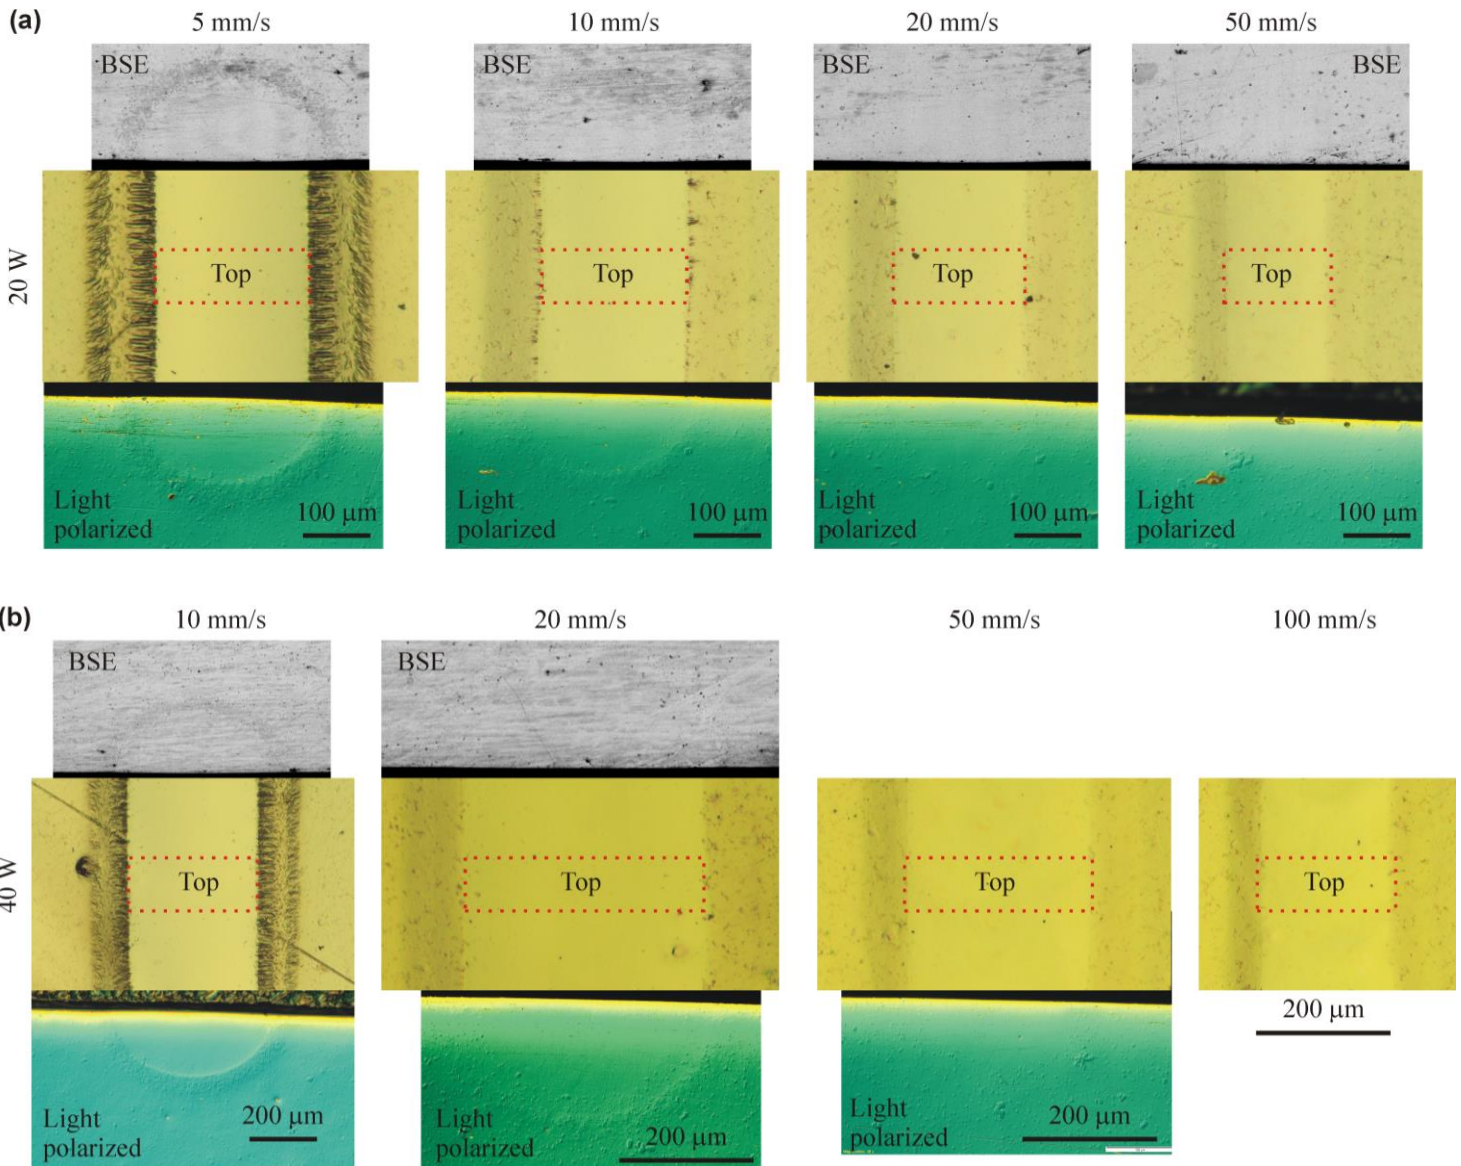 (a)
5 mm/s
10 mm/s
20 mm/s
50 mm/s
BSE
BSE
BSE
BSE
20 W
Top
Top
Top
Top
Light
polarized
100 μm
Light
polarized
100 μm
Light
polarized
100 μm
Light
polarized
100 μm
(b)
10 mm/s
20 mm/s
50 mm/s
100 mm/s
BSE
BSE
40 W
Top
Top
Top
Top
200 μm
Light
polarized
200 μm
Light
polarized
200 μm
Light
polarized
200 μm